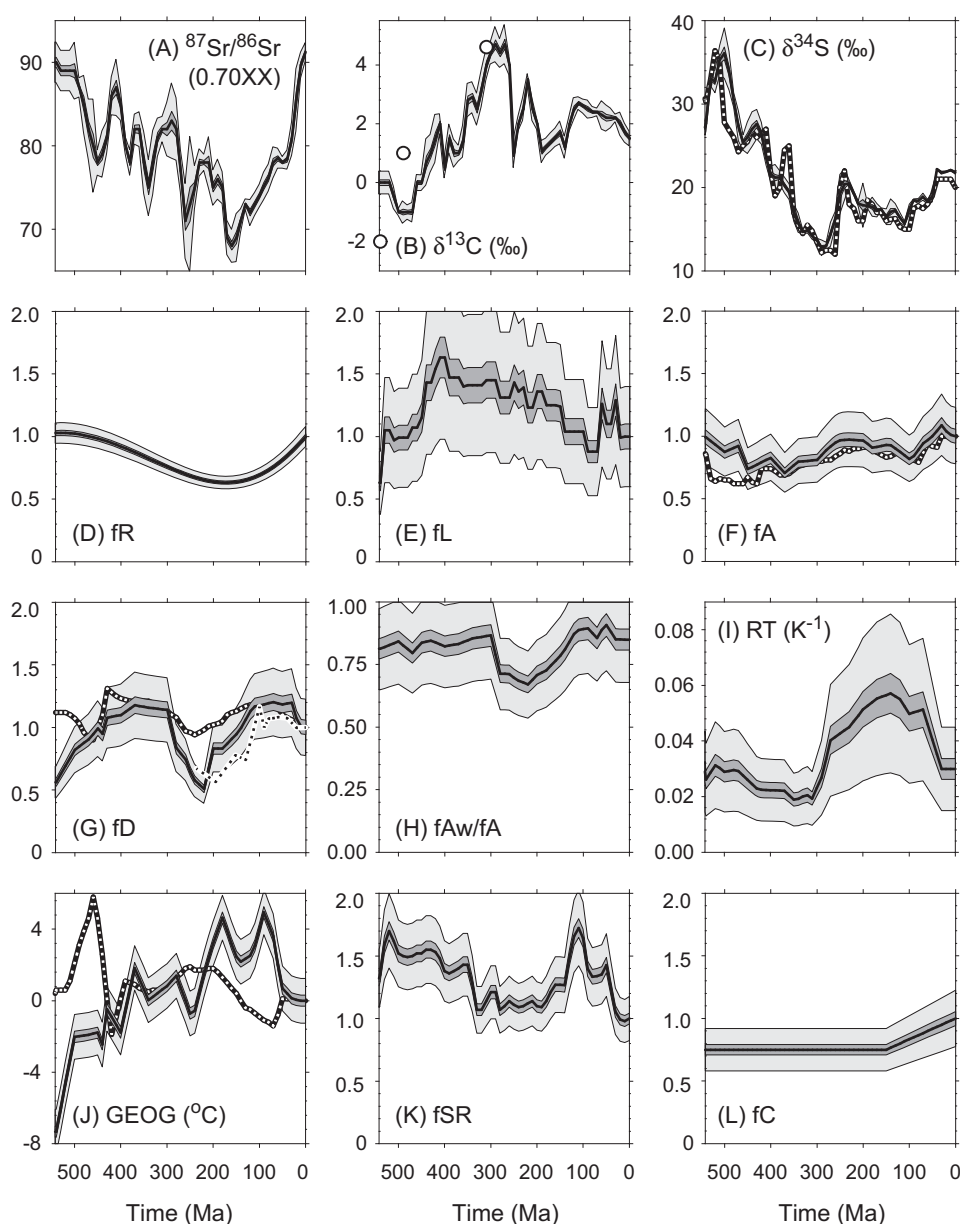 (A) ⁸⁷Sr/⁸⁶Sr
(0.70XX)
90
80
70
(B) δ¹³C (‰)
4
2
0
-2
(C) δ³⁴S (‰)
40
30
20
10
(D) fR
2.0
1.5
1.0
0.5
0
(E) fL
2.0
1.5
1.0
0.5
0
(F) fA
2.0
1.5
1.0
0.5
0
(G) fD
2.0
1.5
1.0
0.5
0
(H) fAw/fA
1.00
0.75
0.50
0.25
0.00
(I) RT (K⁻¹)
0.08
0.06
0.04
0.02
0.00
(J) GEOG (°C)
4
0
-4
-8
500 400 300 200 100 0
Time (Ma)
(K) fSR
2.0
1.5
1.0
0.5
0
500 400 300 200 100 0
Time (Ma)
(L) fC
2.0
1.5
1.0
0.5
0
500 400 300 200 100 0
Time (Ma)